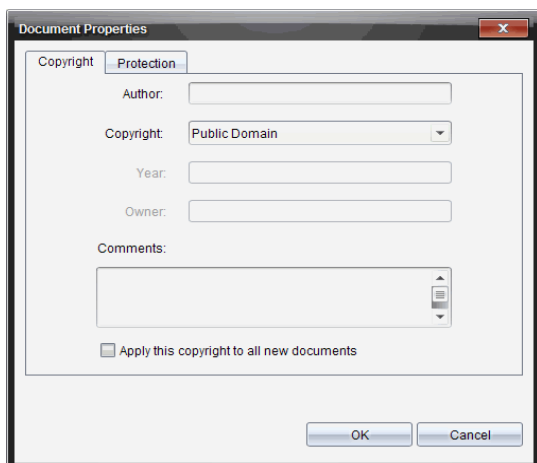 Document Properties
Copyright Protection
Author:
Copyright: Public Domain
Year:
Owner:
Comments:
Apply this copyright to all new documents
OK Cancel